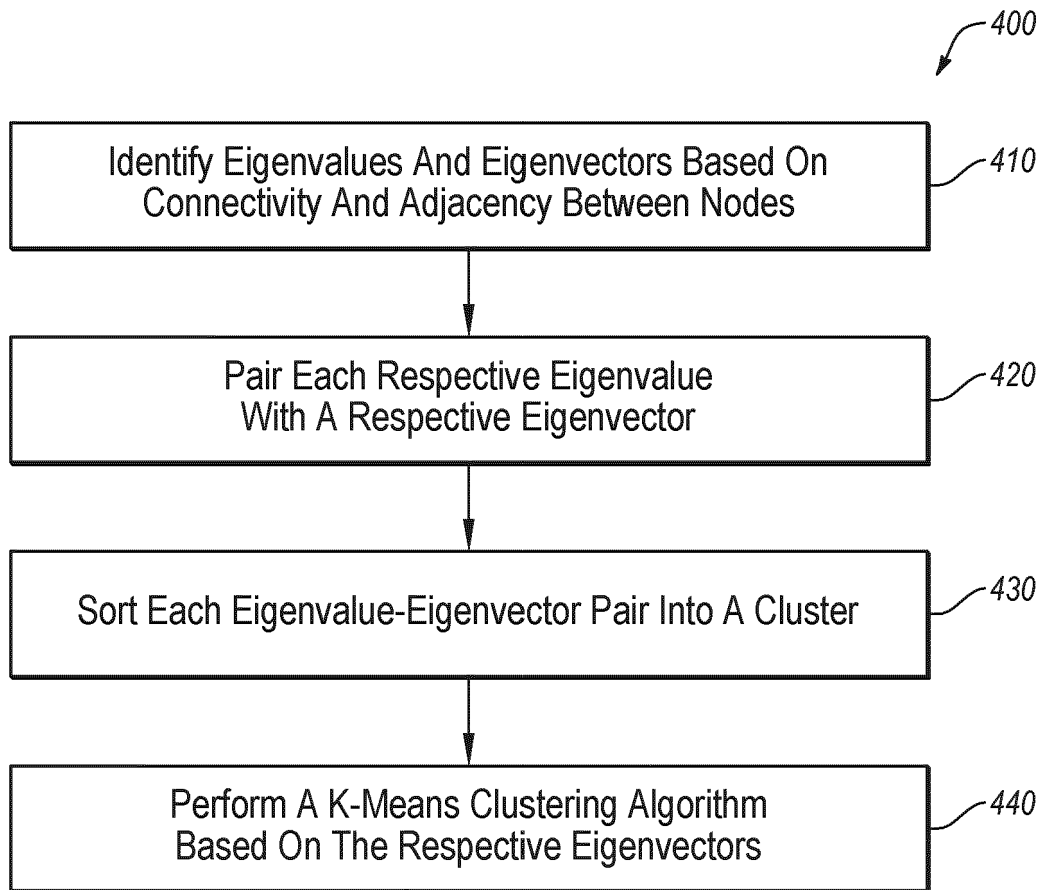 400
Identify Eigenvalues And Eigenvectors Based On
Connectivity And Adjacency Between Nodes
410
Pair Each Respective Eigenvalue
With A Respective Eigenvector
420
Sort Each Eigenvalue-Eigenvector Pair Into A Cluster
430
Perform A K-Means Clustering Algorithm
Based On The Respective Eigenvectors
440